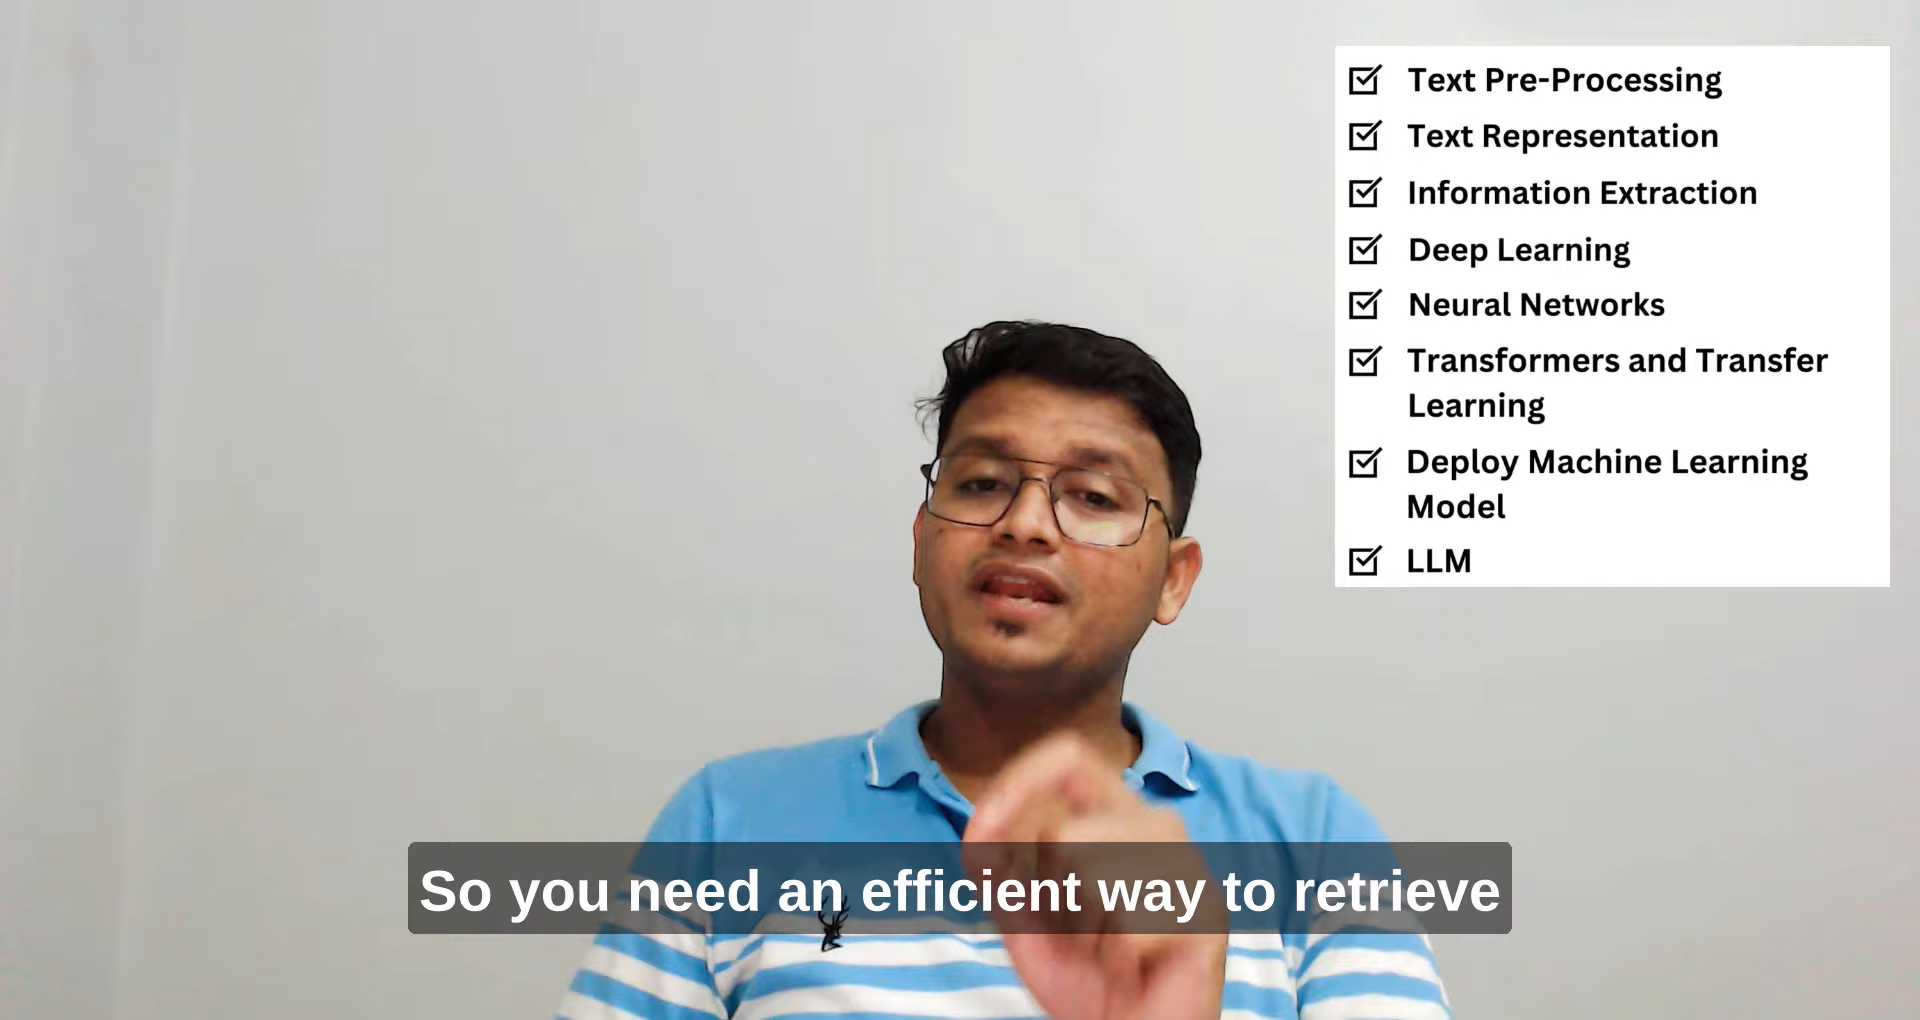 Text Pre-Processing
Text Representation
Information Extraction
Deep Learning
Neural Networks
Transformers and Transfer
Learning
Deploy Machine Learning
Model
LLM
So you need an efficient way to retrieve